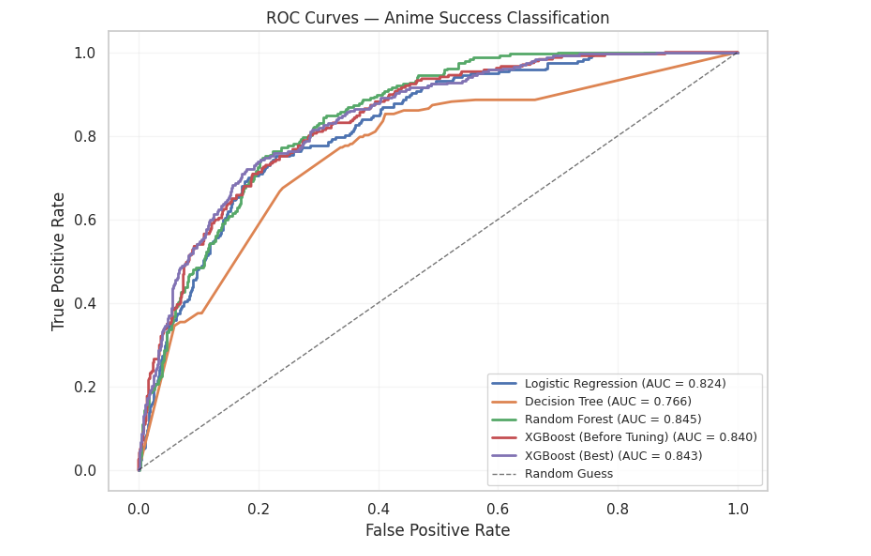 ROC Curves — Anime Success Classification
True Positive Rate
1.0
0.8
0.6
0.4
0.2
0.0
Logistic Regression (AUC = 0.824)
Decision Tree (AUC = 0.766)
Random Forest (AUC = 0.845)
XGBoost (Before Tuning) (AUC = 0.840)
XGBoost (Best) (AUC = 0.843)
Random Guess
0.0 0.2 0.4 0.6 0.8 1.0
False Positive Rate